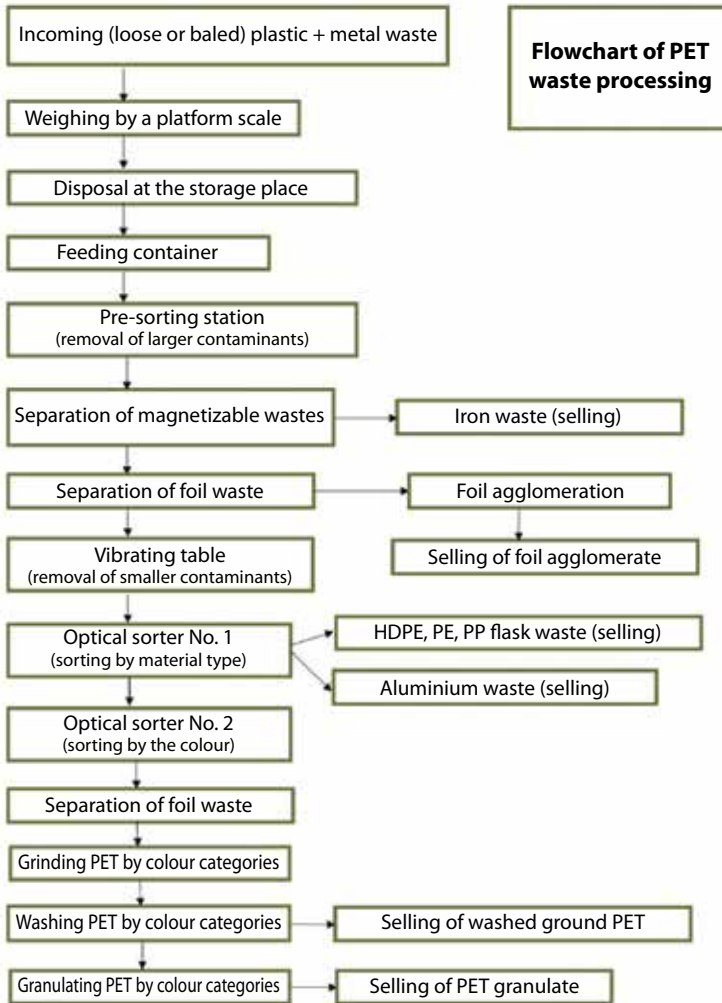 Incoming (loose or baled) plastic + metal waste
Flowchart of PET
waste processing
Weighing by a platform scale
Disposal at the storage place
Feeding container
Pre-sorting station
(removal of larger contaminants)
Separation of magnetizable wastes
Iron waste (selling)
Separation of foil waste
Foil agglomeration
Vibrating table
(removal of smaller contaminants)
Selling of foil agglomerate
Optical sorter No. 1
(sorting by material type)
HDPE, PE, PP flask waste (selling)
Aluminium waste (selling)
Optical sorter No. 2
(sorting by the colour)
Separation of foil waste
Grinding PET by colour categories
Washing PET by colour categories
Selling of washed ground PET
Granulating PET by colour categories
Selling of PET granulate